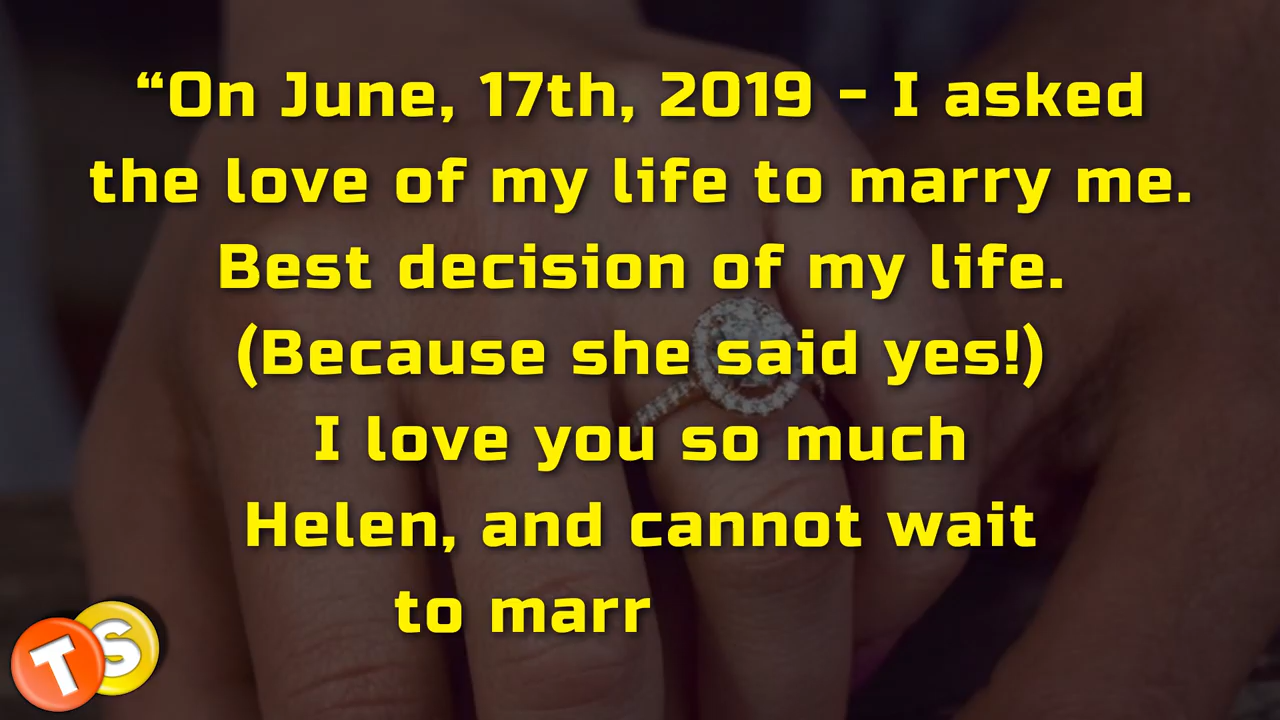 “On June, 17th, 2019 - I asked
the love of my life to marry me.
Best decision of my life.
(Because she said yes!)
I love you so much
Helen, and cannot wait
to marr
TS